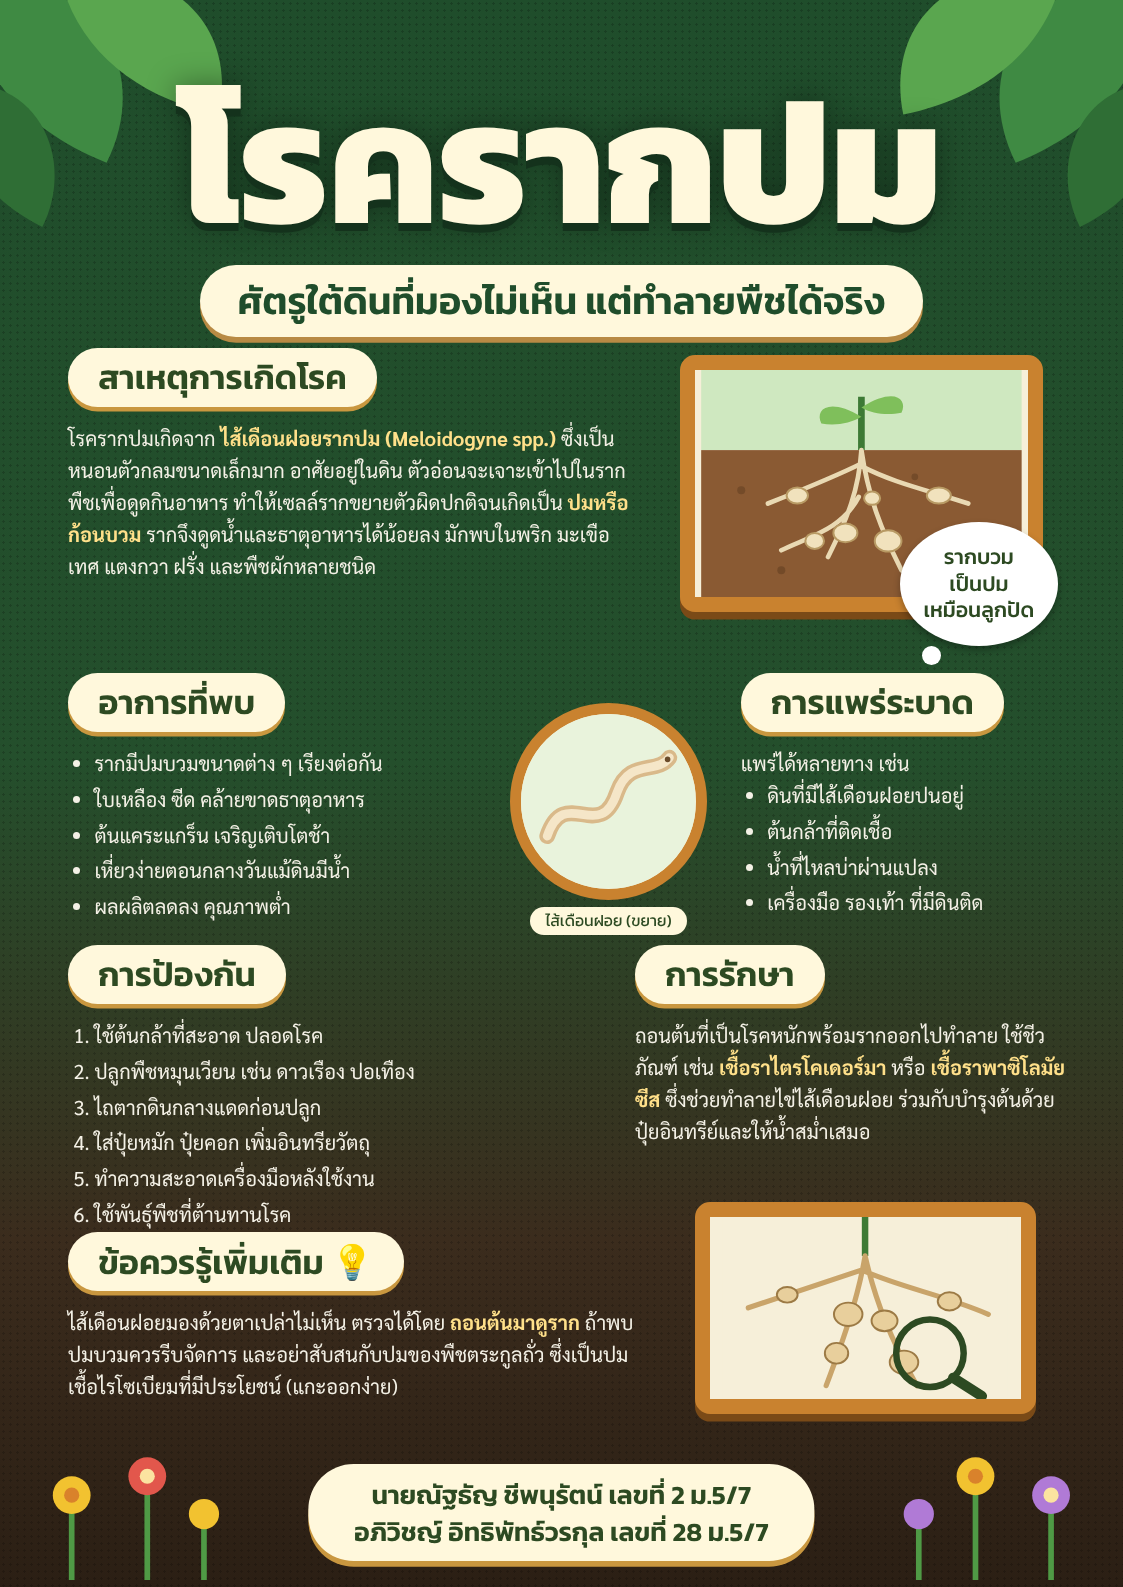 โรครากปม
ศัตรูใต้ดินที่มองไม่เห็น แต่ทำลายพืชได้จริง
สาเหตุการเกิดโรค
โรครากปมเกิดจาก ไส้เดือนฝอยรากปม (Meloidogyne spp.) ซึ่งเป็น
หนอนตัวกลมขนาดเล็กมาก อาศัยอยู่ในดิน ตัวอ่อนจะเจาะเข้าไปในราก
พืชเพื่อดูดกินอาหาร ทำให้เซลล์รากขยายตัวผิดปกติจนเกิดเป็น ปมหรือ
ก้อนบวม รากจึงดูดน้ำและธาตุอาหารได้น้อยลง มักพบในพริก มะเขือ
เทศ แตงกวา ฝรั่ง และพืชผักหลายชนิด
รากบวม
เป็นปม
เหมือนลูกปัด
อาการที่พบ
• รากมีปมบวมขนาดต่าง ๆ เรียงต่อกัน
• ใบเหลือง ซีด คล้ายขาดธาตุอาหาร
• ต้นแคระแกร็น เจริญเติบโตช้า
• เหี่ยวง่ายตอนกลางวันแม้ดินมีน้ำ
• ผลผลิตลดลง คุณภาพต่ำ
ไส้เดือนฝอย (ขยาย)
การแพร่ระบาด
แพร่ได้หลายทาง เช่น
• ดินที่มีไส้เดือนฝอยปนอยู่
• ต้นกล้าที่ติดเชื้อ
• น้ำที่ไหลบ่าผ่านแปลง
• เครื่องมือ รองเท้า ที่มีดินติด
การป้องกัน
1. ใช้ต้นกล้าที่สะอาด ปลอดโรค
2. ปลูกพืชหมุนเวียน เช่น ดาวเรือง ปอเทือง
3. ไถตากดินกลางแดดก่อนปลูก
4. ใส่ปุ๋ยหมัก ปุ๋ยคอก เพิ่มอินทรียวัตถุ
5. ทำความสะอาดเครื่องมือหลังใช้งาน
6. ใช้พันธุ์พืชที่ต้านทานโรค
การรักษา
ถอนต้นที่เป็นโรคหนักพร้อมรากออกไปทำลาย ใช้ชีว
ภัณฑ์ เช่น เชื้อราไตรโคเดอร์มา หรือ เชื้อราพาซิโลมัย
ซีส ซึ่งช่วยทำลายไข่ไส้เดือนฝอย ร่วมกับบำรุงต้นด้วย
ปุ๋ยอินทรีย์และให้น้ำสม่ำเสมอ
ข้อควรรู้เพิ่มเติม 💡
ไส้เดือนฝอยมองด้วยตาเปล่าไม่เห็น ตรวจได้โดย ถอนต้นมาดูราก ถ้าพบ
ปมบวมควรรีบจัดการ และอย่าสับสนกับปมของพืชตระกูลถั่ว ซึ่งเป็นปม
เชื้อไรโซเบียมที่มีประโยชน์ (แกะออกง่าย)
นายณัฐธัญ ชีพนุรัตน์ เลขที่ 2 ม.5/7
อภิวิชญ์ อิทธิพัทธ์วรกุล เลขที่ 28 ม.5/7